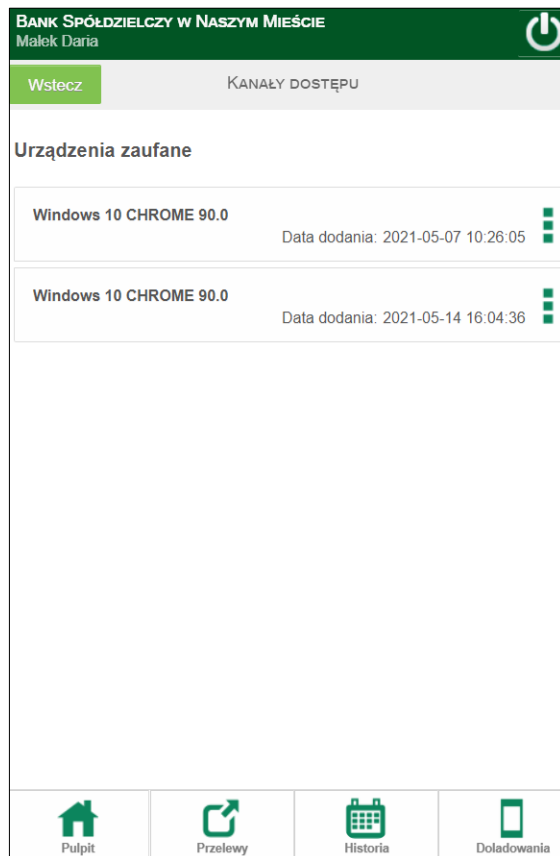 Bank Spółdzielczy w Naszym Mieście
Małek Daria
Wstecz
Kanały dostępu
Urządzenia zaufane
Windows 10 CHROME 90.0
Data dodania: 2021-05-07 10:26:05
Windows 10 CHROME 90.0
Data dodania: 2021-05-14 16:04:36
Pulpit
Przelewy
Historia
Doladowania